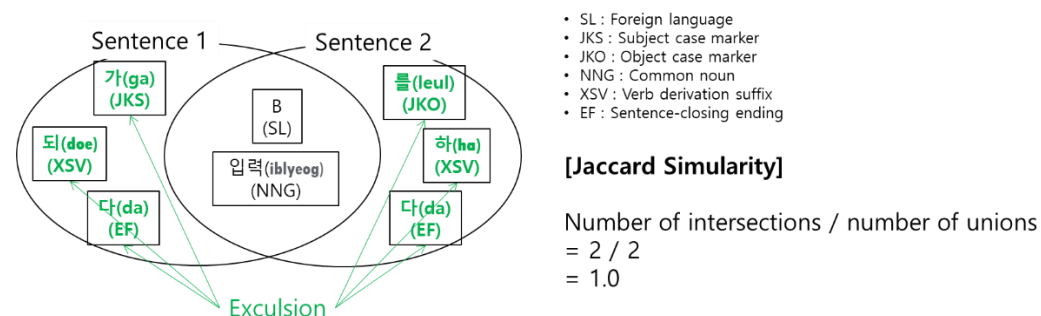 Sentence 1
Sentence 2
가(ga)
(JKS)
를(leul)
(JKO)
B
(SL)
되(doe)
(XSV)
하(ha)
(XSV)
입력(iblyeog)
(NNG)
다(da)
(EF)
다(da)
(EF)
Exculsion
• SL : Foreign language
• JKS : Subject case marker
• JKO : Object case marker
• NNG : Common noun
• XSV : Verb derivation suffix
• EF : Sentence-closing ending
[Jaccard Simularity]
Number of intersections / number of unions
= 2 / 2
= 1.0